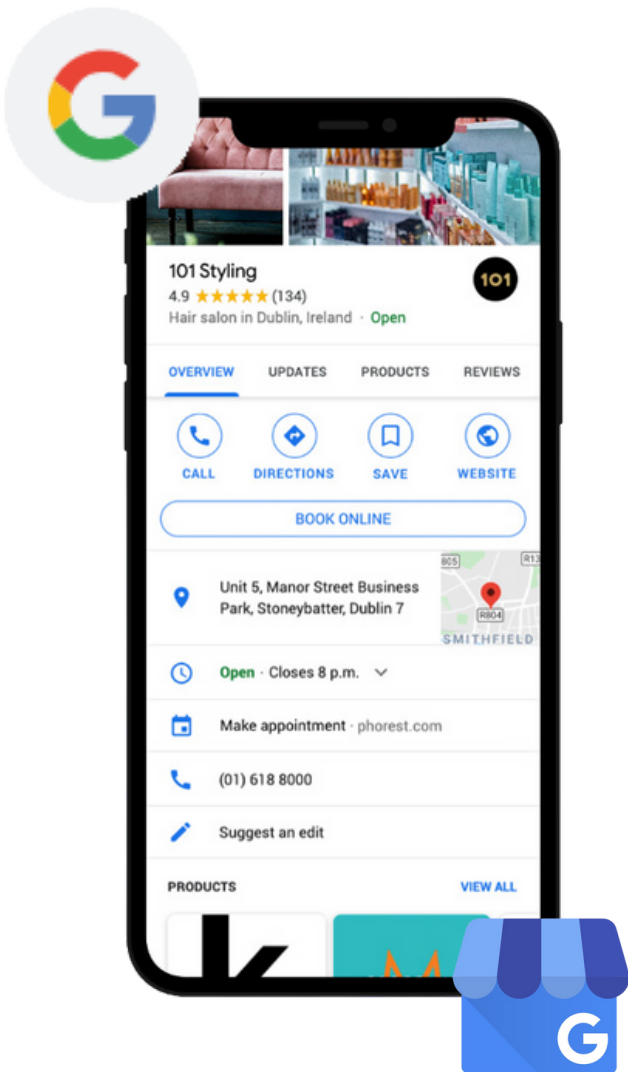 G
101 Styling
101
4.9 ★★★★★ (134)
Hair salon in Dublin, Ireland · Open
OVERVIEW UPDATES PRODUCTS REVIEWS
CALL DIRECTIONS SAVE WEBSITE
BOOK ONLINE
Unit 5, Manor Street Business
Park, Stoneybatter, Dublin 7
805 R13
R804
SMITHFIELD
Open · Closes 8 p.m.
Make appointment · phorest.com
(01) 618 8000
Suggest an edit
PRODUCTS VIEW ALL
k
G